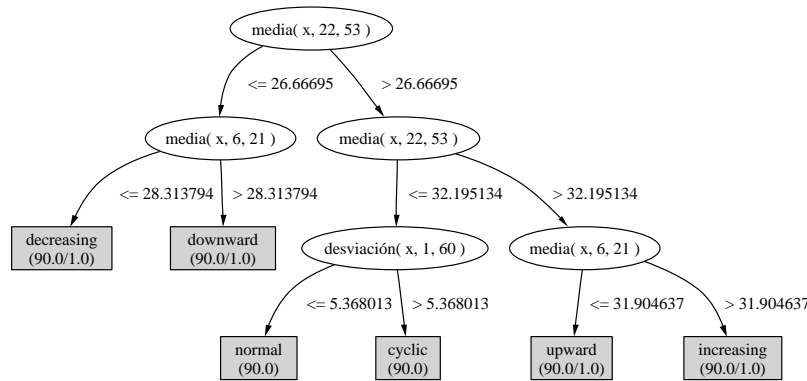 media( x, 22, 53 )
<= 26.66695
> 26.66695
media( x, 6, 21 )
media( x, 22, 53 )
<= 28.313794
> 28.313794
<= 32.195134
> 32.195134
decreasing
(90.0/1.0)
downward
(90.0/1.0)
desviación( x, 1, 60 )
media( x, 6, 21 )
<= 5.368013
> 5.368013
<= 31.904637
> 31.904637
normal
(90.0)
cyclic
(90.0)
upward
(90.0/1.0)
increasing
(90.0/1.0)